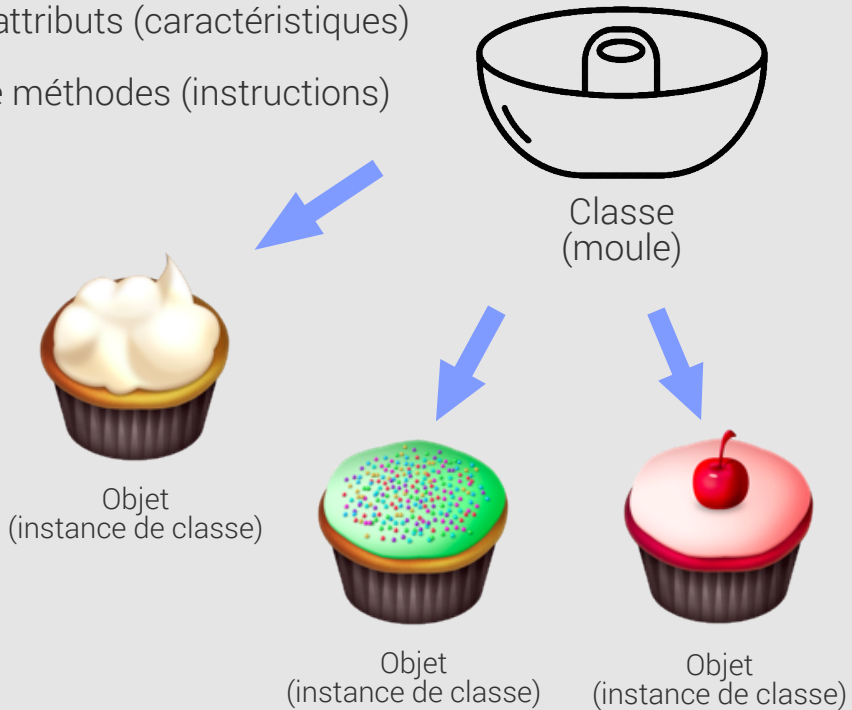 attributs (caractéristiques)
méthodes (instructions)
Classe
(moule)
Objet
(instance de classe)
Objet
(instance de classe)
Objet
(instance de classe)